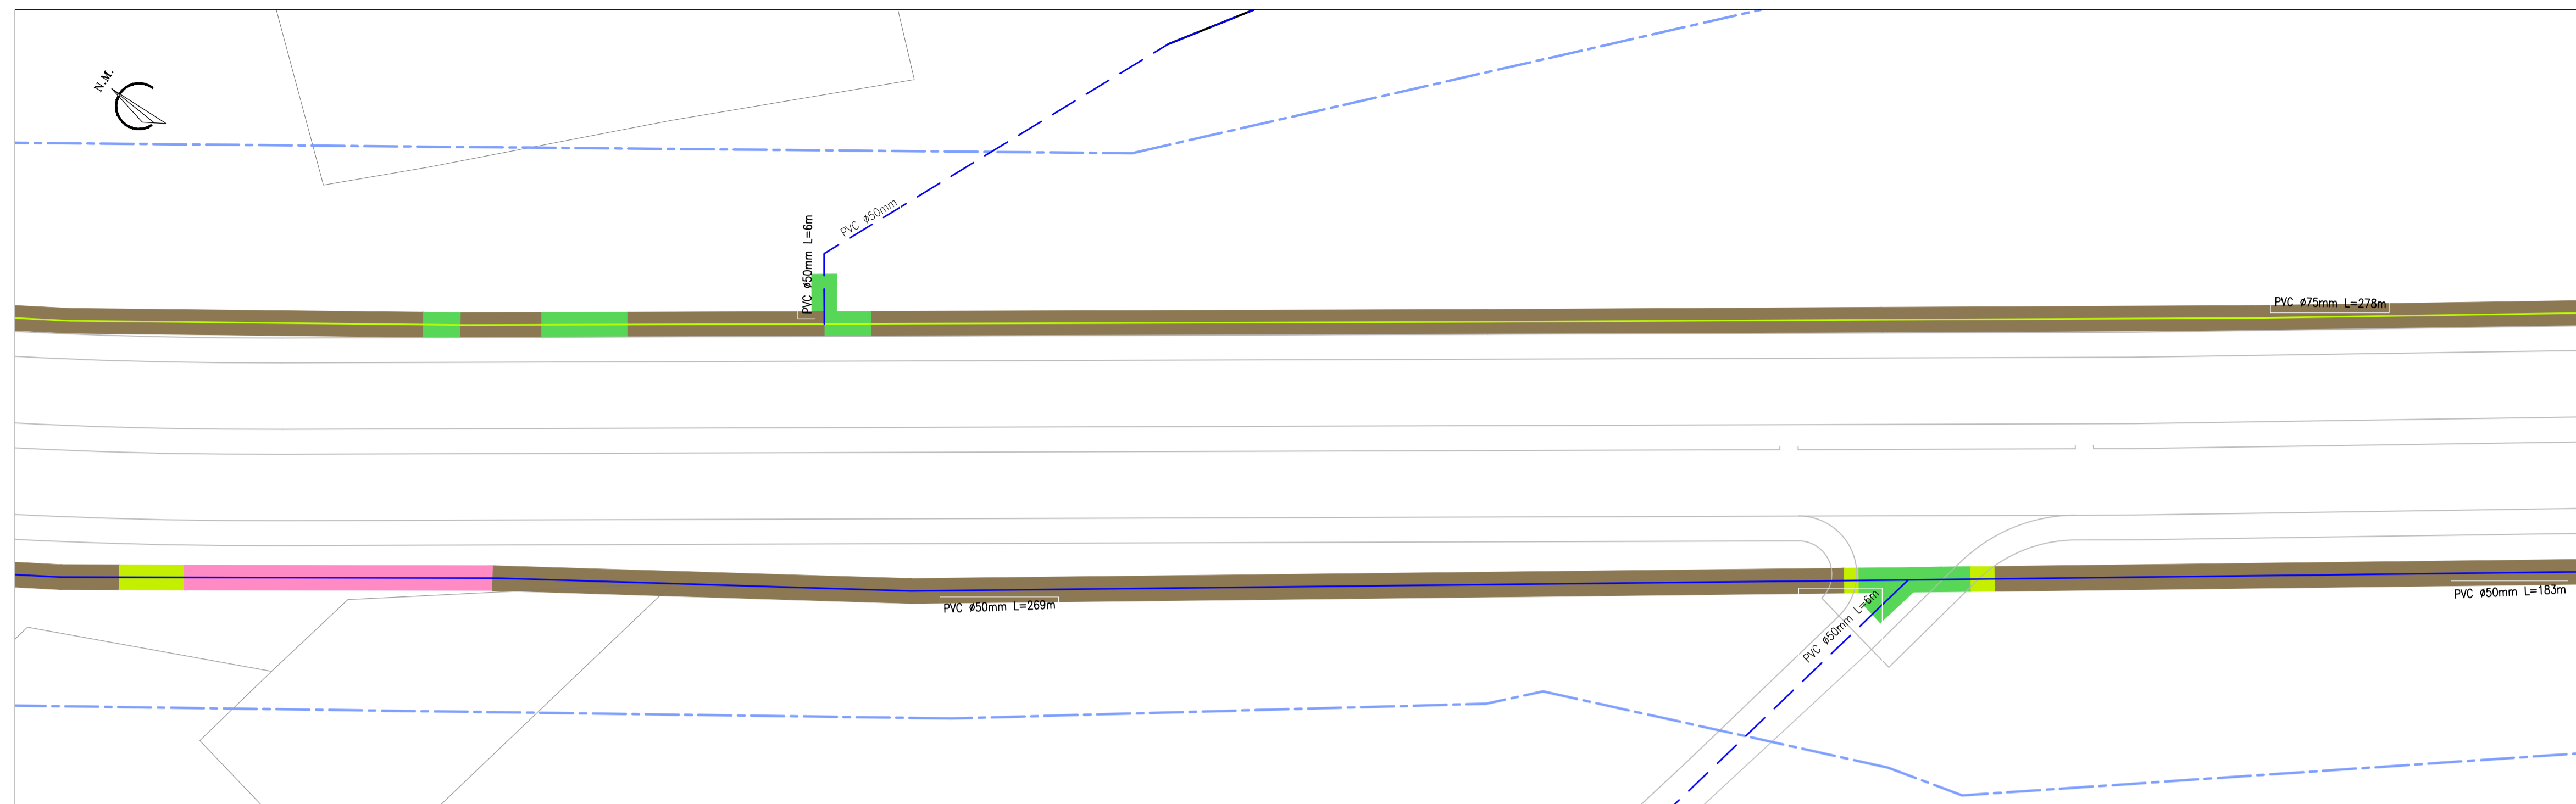 N.M.
PVC ø50mm
PVC ø50mm L=6m
PVC ø75mm L=278m
PVC ø50mm L=269m
PVC ø50mm L=6m
PVC ø50mm L=183m